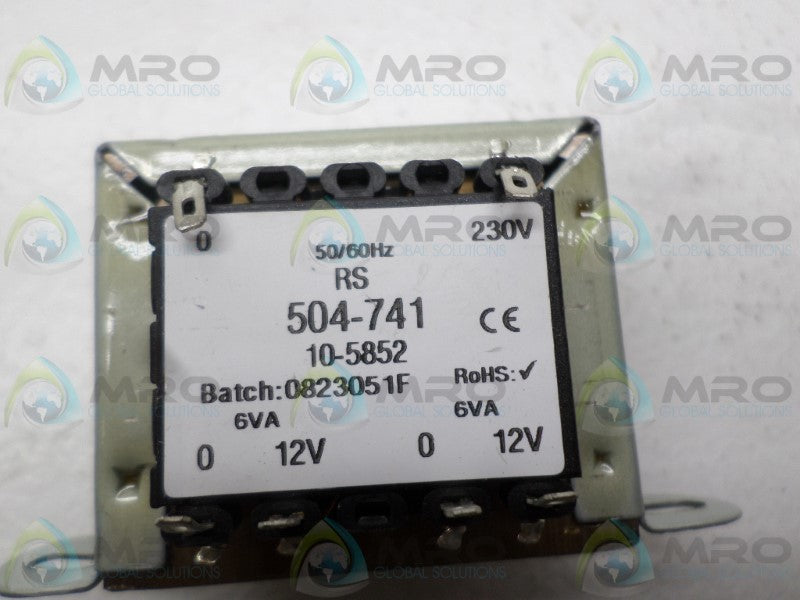 0 230V
50/60Hz
RS
504-741
CE
10-5852
Batch:0823051F RoHS:✓
6VA 6VA
0 12V 0 12V
MRO
GLOBAL SOLUTIONS